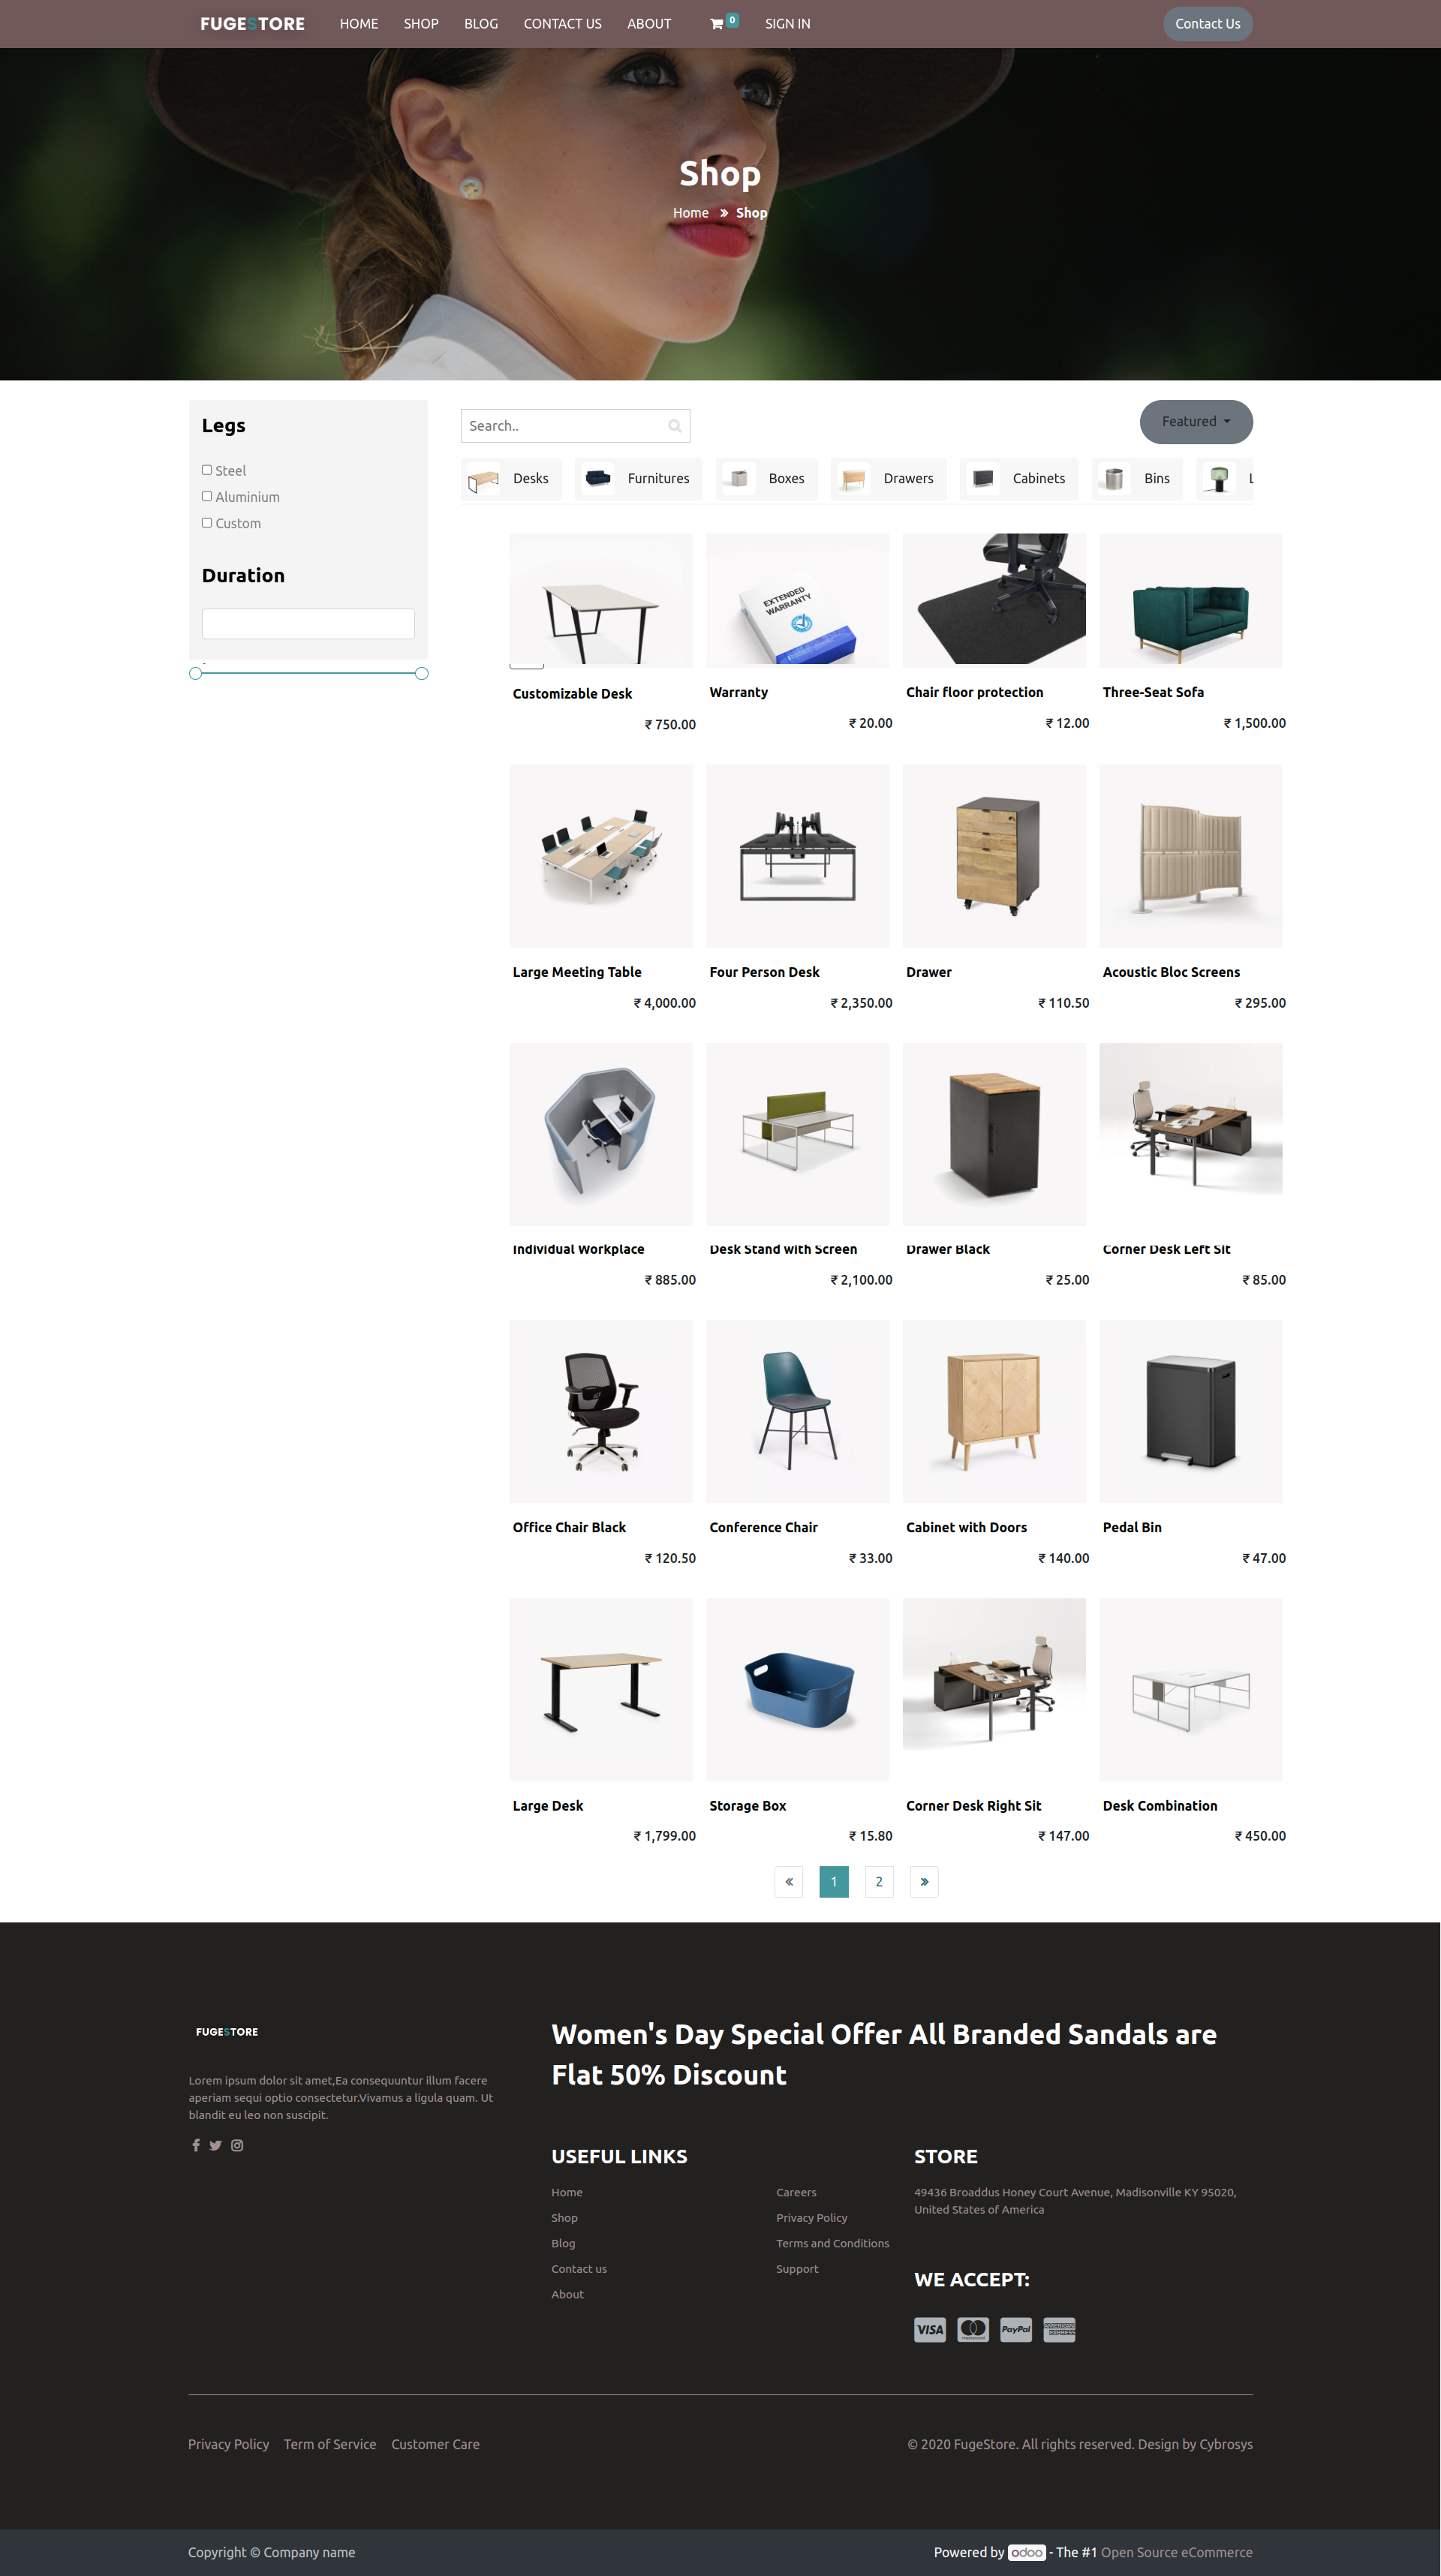 FUGESTORE HOME SHOP BLOG CONTACT US ABOUT 0 SIGN IN Contact Us
Shop
Home » Shop
Legs
Steel
Aluminium
Custom
Duration
Search..
Featured
Desks Furnitures Boxes Drawers Cabinets Bins
EXTENDED
WARRANTY
Customizable Desk
₹ 750.00
Warranty
₹ 20.00
Chair floor protection
₹ 12.00
Three-Seat Sofa
₹ 1,500.00
Large Meeting Table
₹ 4,000.00
Four Person Desk
₹ 2,350.00
Drawer
₹ 110.50
Acoustic Bloc Screens
₹ 295.00
Individual Workplace
₹ 885.00
Desk Stand with Screen
₹ 2,100.00
Drawer Black
₹ 25.00
Corner Desk Left Sit
₹ 85.00
Office Chair Black
₹ 120.50
Conference Chair
₹ 33.00
Cabinet with Doors
₹ 140.00
Pedal Bin
₹ 47.00
Large Desk
₹ 1,799.00
Storage Box
₹ 15.80
Corner Desk Right Sit
₹ 147.00
Desk Combination
₹ 450.00
« 1 2 »
FUGESTORE
Lorem ipsum dolor sit amet,Ea consequuntur illum facere
aperiam sequi optio consectetur.Vivamus a ligula quam. Ut
blandit eu leo non suscipit.
Women's Day Special Offer All Branded Sandals are
Flat 50% Discount
USEFUL LINKS
Home
Shop
Blog
Contact us
About
Careers
Privacy Policy
Terms and Conditions
Support
STORE
49436 Broaddus Honey Court Avenue, Madisonville KY 95020,
United States of America
WE ACCEPT:
VISA mastercard PayPal AMERICAN
EXPRESS
Privacy Policy Term of Service Customer Care
© 2020 FugeStore. All rights reserved. Design by Cybrosys
Copyright © Company name
Powered by odoo - The #1 Open Source eCommerce